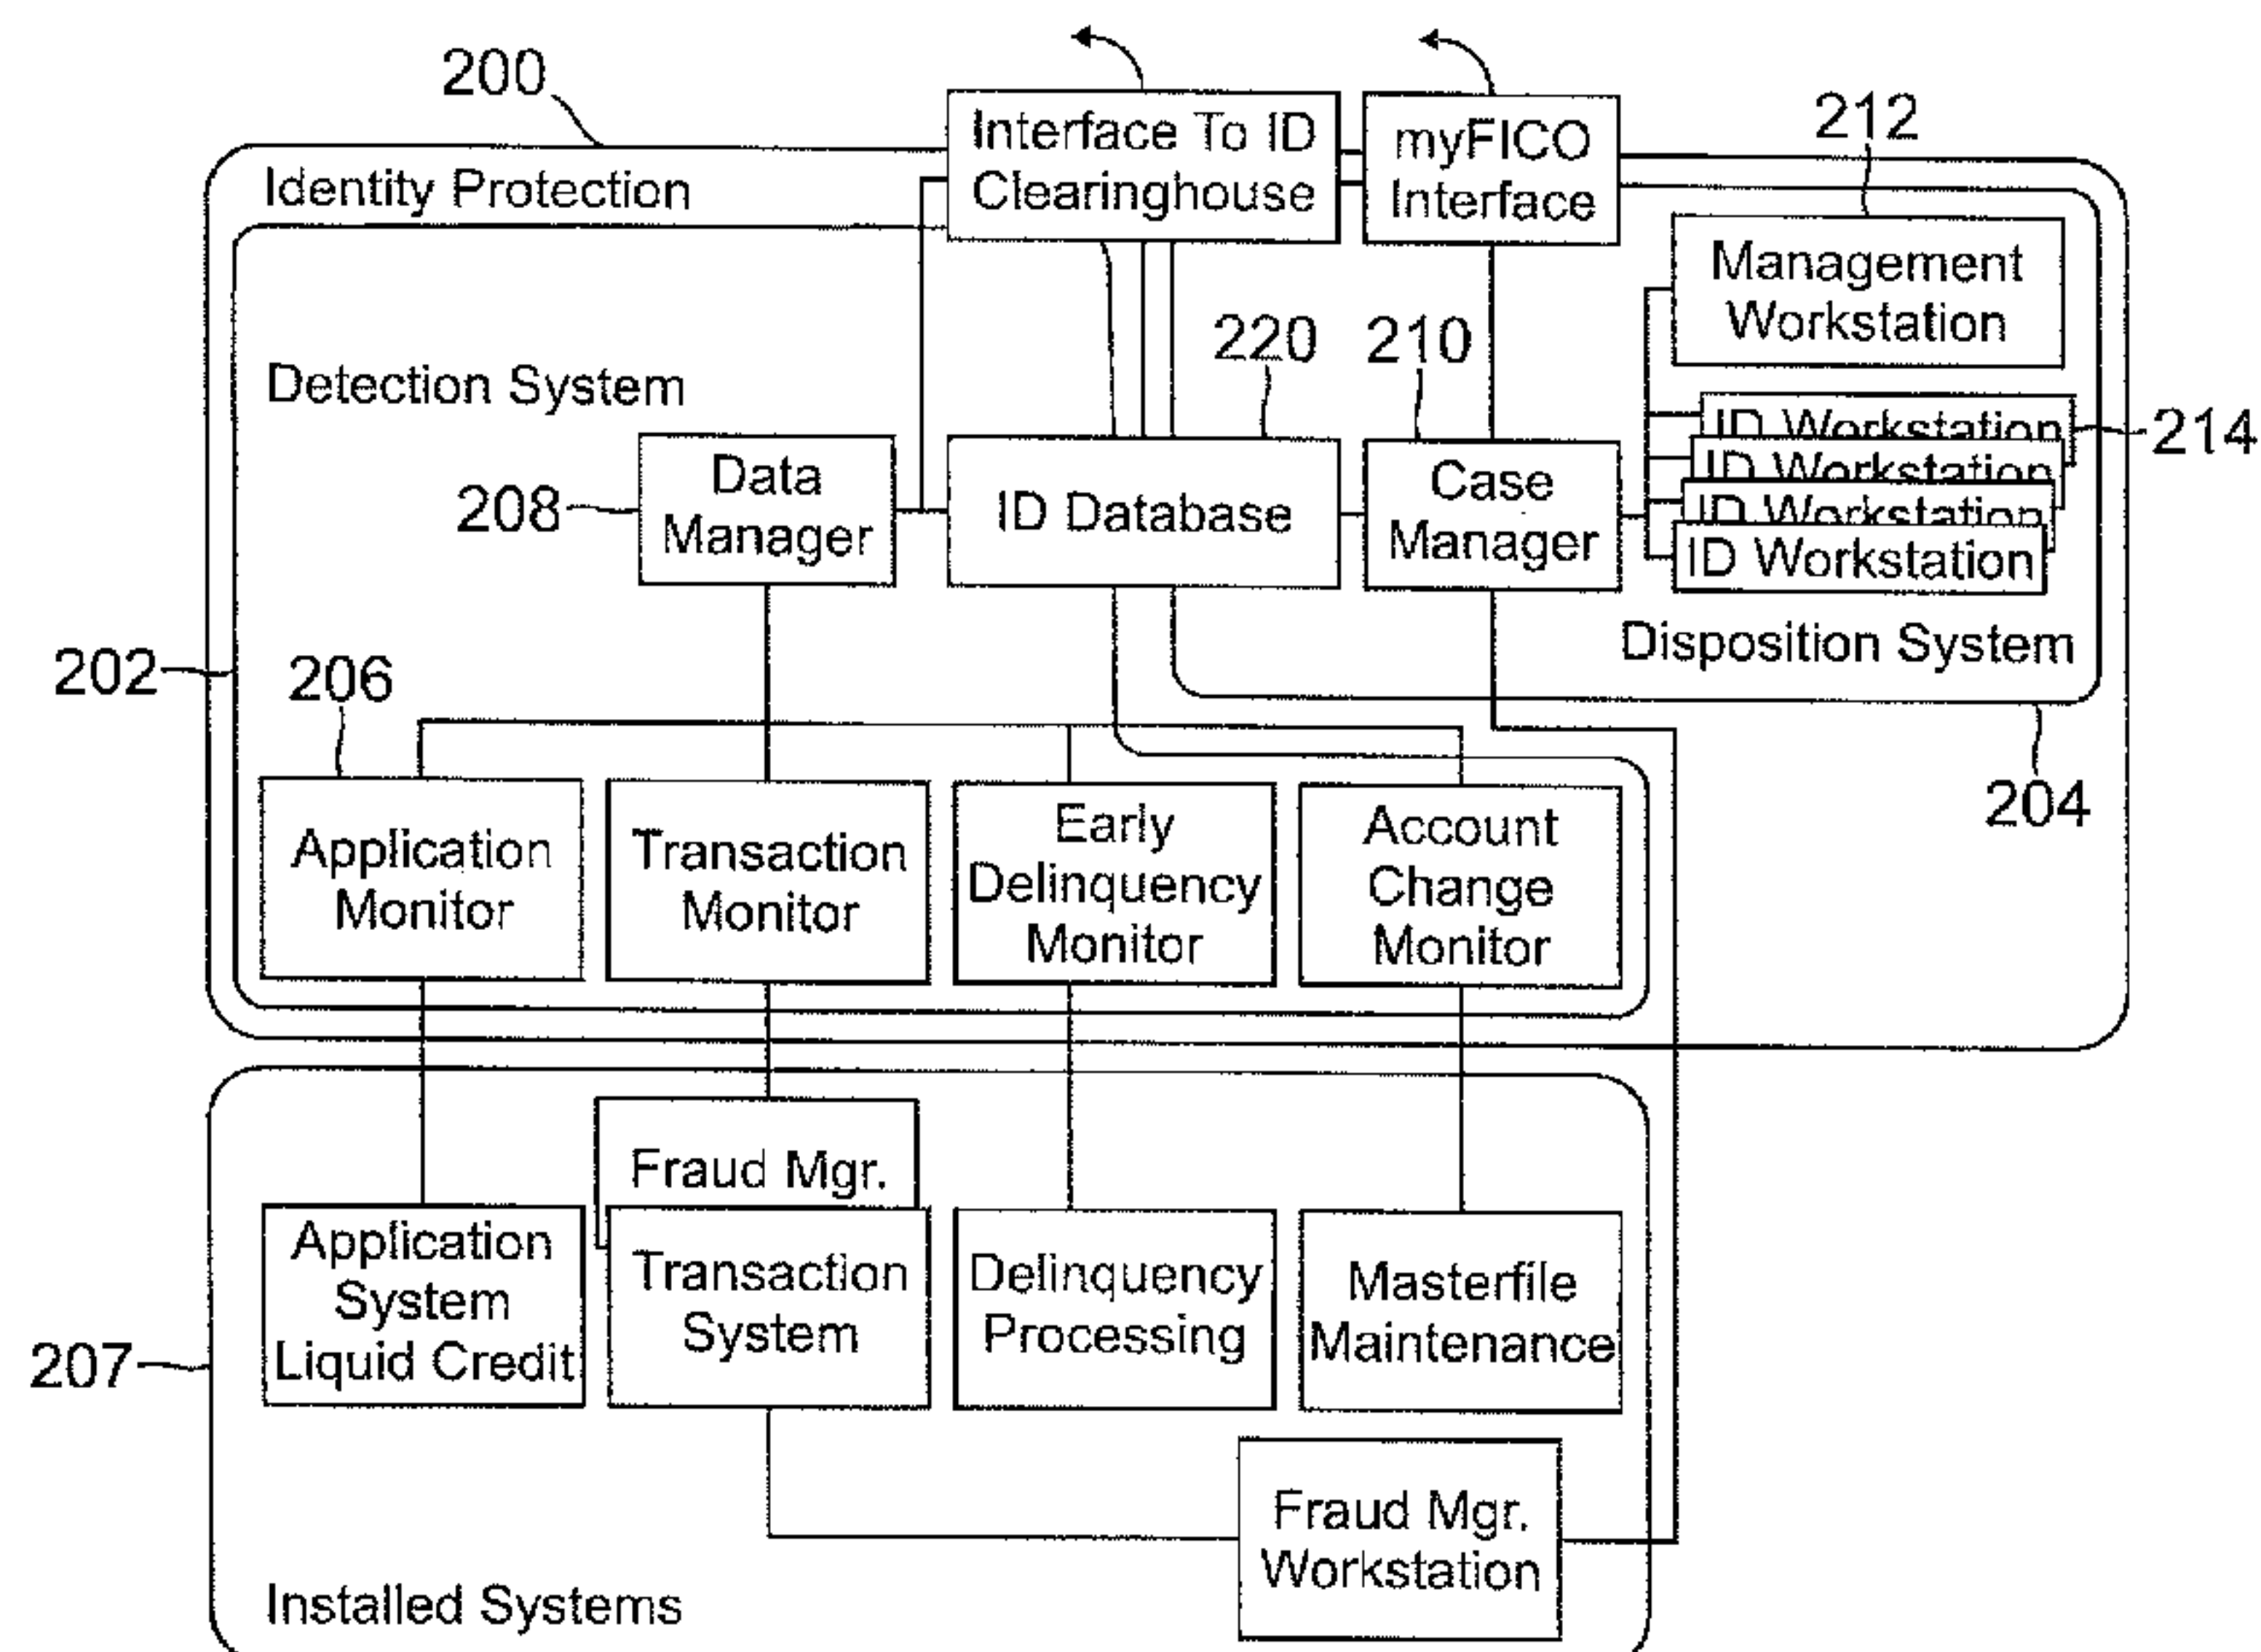 200
Interface To ID
Clearinghouse
myFICO
Interface
212
Identity Protection
Management
Workstation
220
210
Detection System
ID Workstation
214
ID Workstation
ID Workstation
ID Workstation
Data
Manager
208
ID Database
Case
Manager
Disposition System
202
206
204
Application
Monitor
Transaction
Monitor
Early
Delinquency
Monitor
Account
Change
Monitor
Fraud Mgr.
Application
System
Liquid Credit
Transaction
System
Delinquency
Processing
Masterfile
Maintenance
207
Fraud Mgr.
Workstation
Installed Systems